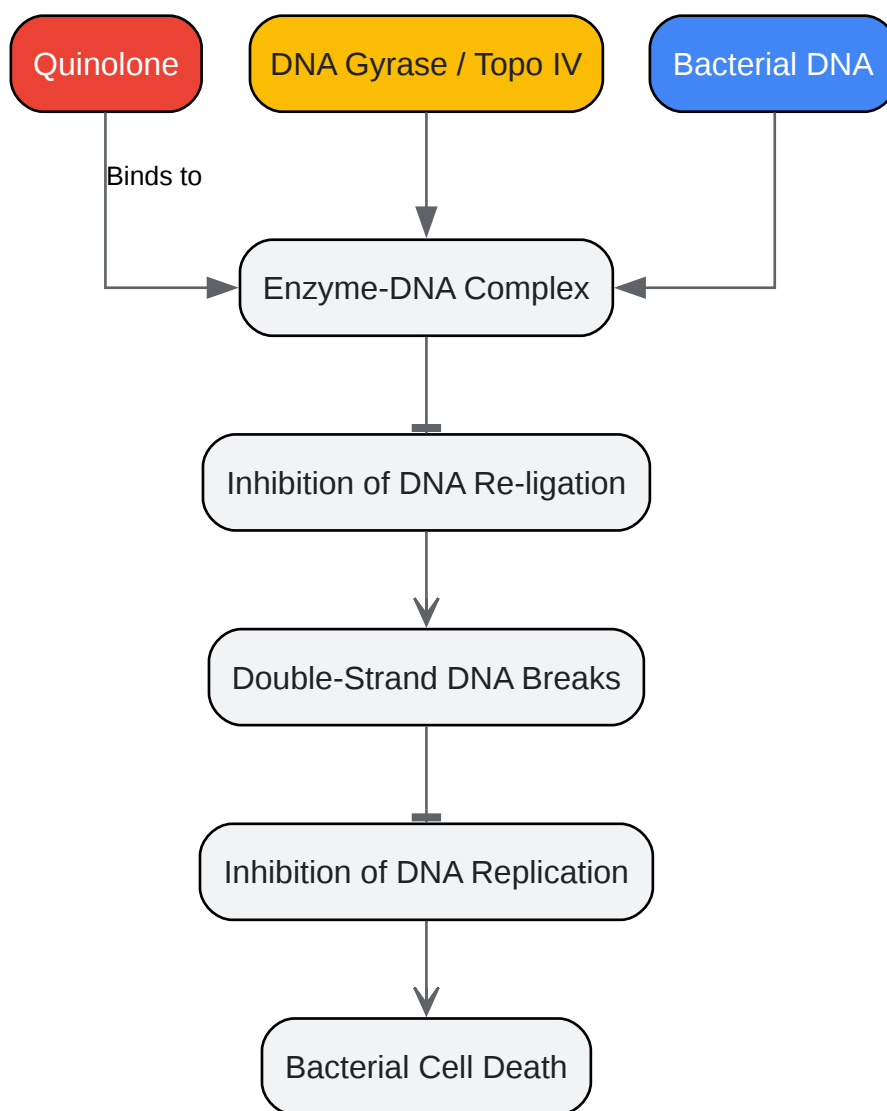 Quinolone
DNA Gyrase / Topo IV
Bacterial DNA
Binds to
Enzyme-DNA Complex
Inhibition of DNA Re-ligation
Double-Strand DNA Breaks
Inhibition of DNA Replication
Bacterial Cell Death